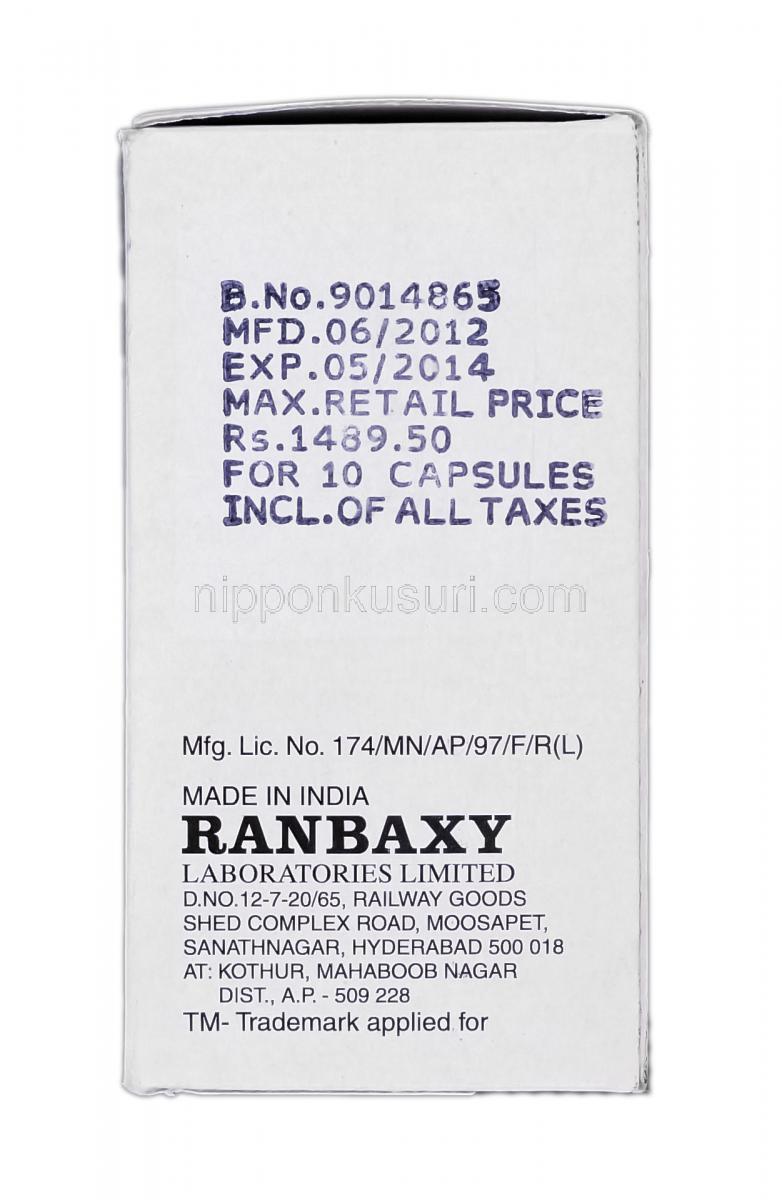 B.No.9014865
MFD.06/2012
EXP.05/2014
MAX.RETAIL PRICE
Rs.1489.50
FOR 10 CAPSULES
INCL.OF ALL TAXES
nipponkusuri.com
Mfg. Lic. No. 174/MN/AP/97/F/R(L)
MADE IN INDIA
RANBAXY
LABORATORIES LIMITED
D.NO.12-7-20/65, RAILWAY GOODS
SHED COMPLEX ROAD, MOOSAPET,
SANATHNAGAR, HYDERABAD 500 018
AT: KOTHUR, MAHABOOB NAGAR
DIST., A.P. - 509 228
TM- Trademark applied for